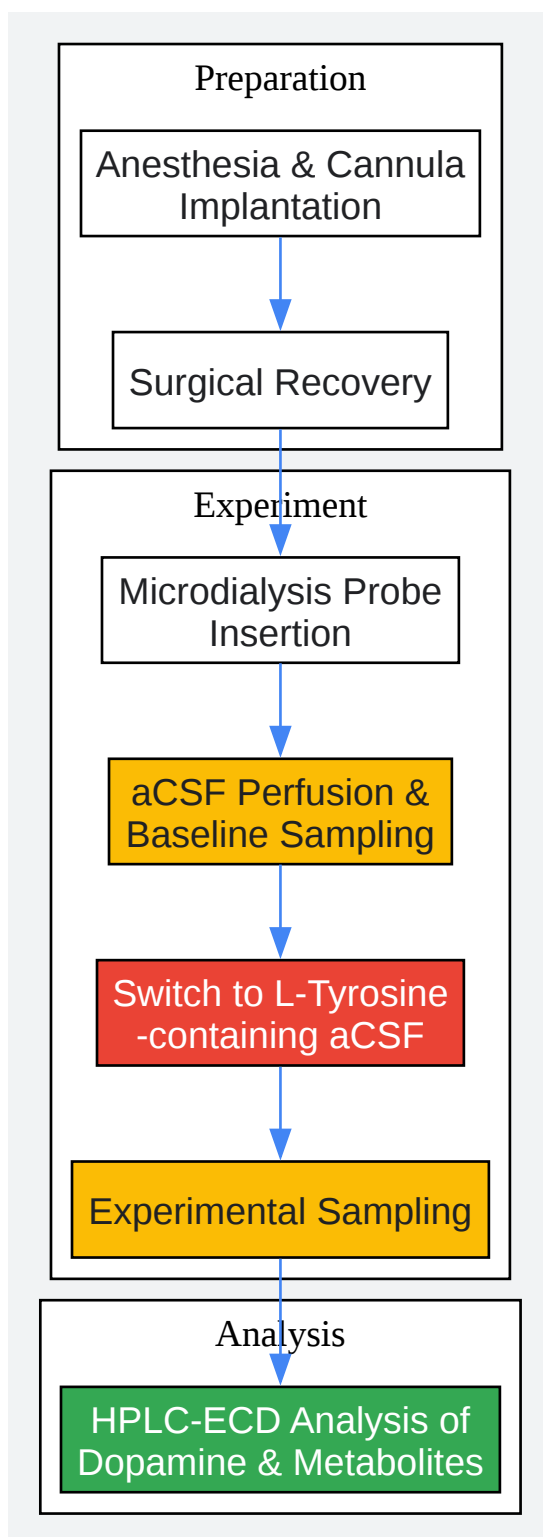 Preparation
Anesthesia & Cannula
Implantation
Surgical Recovery
Experiment
Microdialysis Probe
Insertion
aCSF Perfusion &
Baseline Sampling
Switch to L-Tyrosine
-containing aCSF
Experimental Sampling
Analysis
HPLC-ECD Analysis of
Dopamine & Metabolites